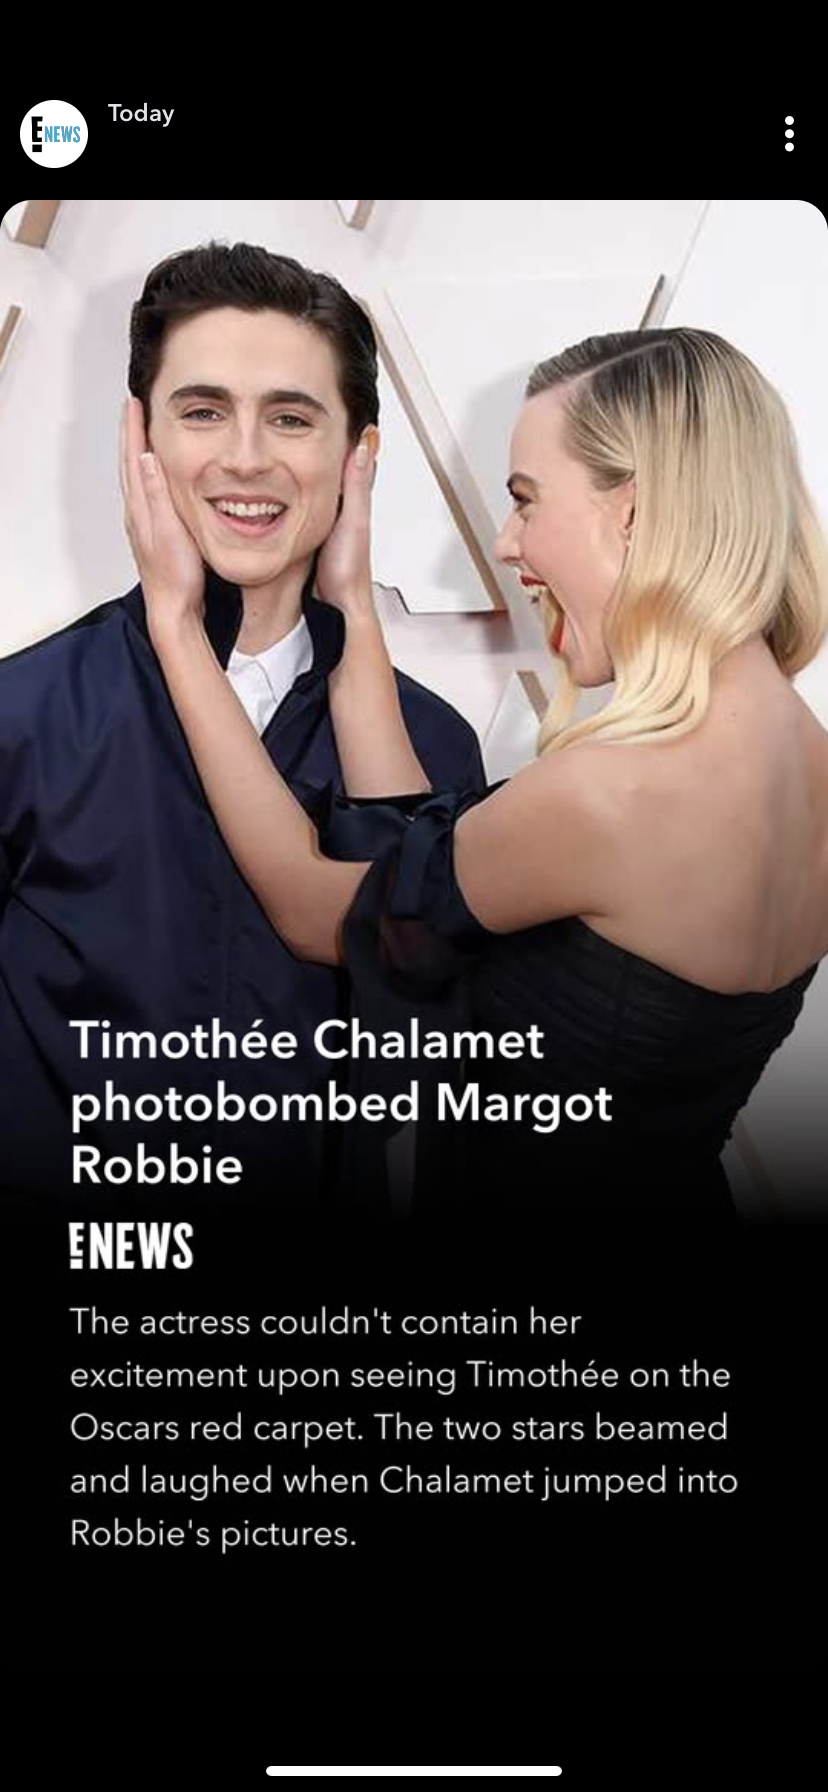 E NEWS
Today
Timothée Chalamet
photobombed Margot
Robbie
E NEWS
The actress couldn't contain her
excitement upon seeing Timothée on the
Oscars red carpet. The two stars beamed
and laughed when Chalamet jumped into
Robbie's pictures.